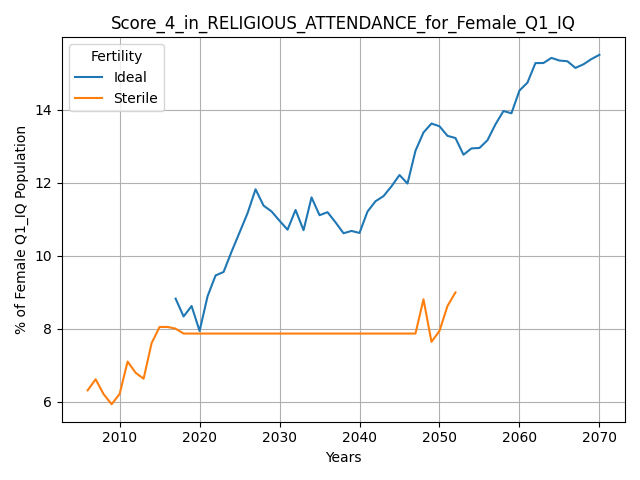 Score_4_in_RELIGIOUS_ATTENDANCE_for_Female_Q1_IQ
Fertility
Ideal
Sterile
% of Female Q1_IQ Population
14
12
10
8
6
2010 2020 2030 2040 2050 2060 2070
Years